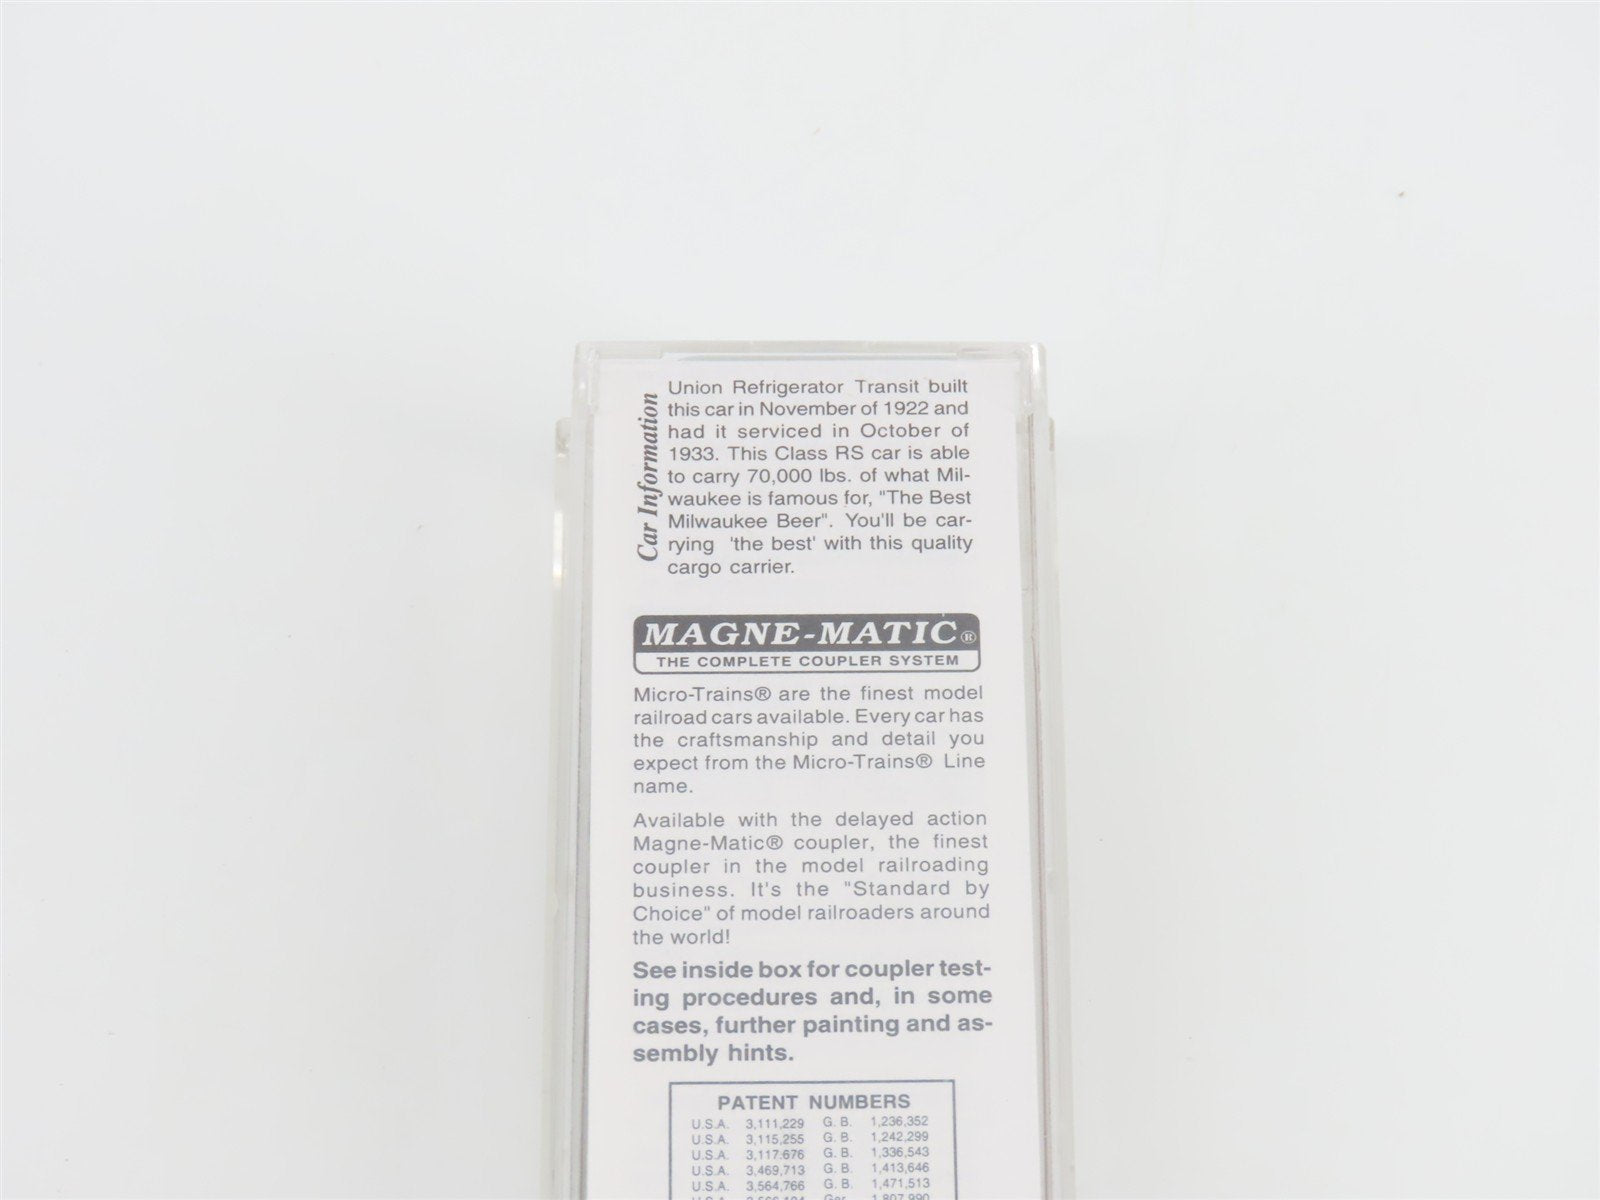 Car Information
Union Refrigerator Transit built
this car in November of 1922 and
had it serviced in October of
1933. This Class RS car is able
to carry 70,000 lbs. of what Mil-
waukee is famous for, "The Best
Milwaukee Beer". You'll be car-
rying 'the best' with this quality
cargo carrier.
MAGNE-MATIC®
THE COMPLETE COUPLER SYSTEM
Micro-Trains® are the finest model
railroad cars available. Every car has
the craftsmanship and detail you
expect from the Micro-Trains® Line
name.
Available with the delayed action
Magne-Matic® coupler, the finest
coupler in the model railroading
business. It's the "Standard by
Choice" of model railroaders around
the world!
See inside box for coupler test-
ing procedures and, in some
cases, further painting and as-
sembly hints.
PATENT NUMBERS
U.S.A. 3,111,229 G. B. 1,236,352
U.S.A. 3,115,255 G. B. 1,242,299
U.S.A. 3,117,676 G. B. 1,336,543
U.S.A. 3,469,713 G. B. 1,413,646
U.S.A. 3,564,766 G. B. 1,471,513
U.S.A. Ger. 1,807,990